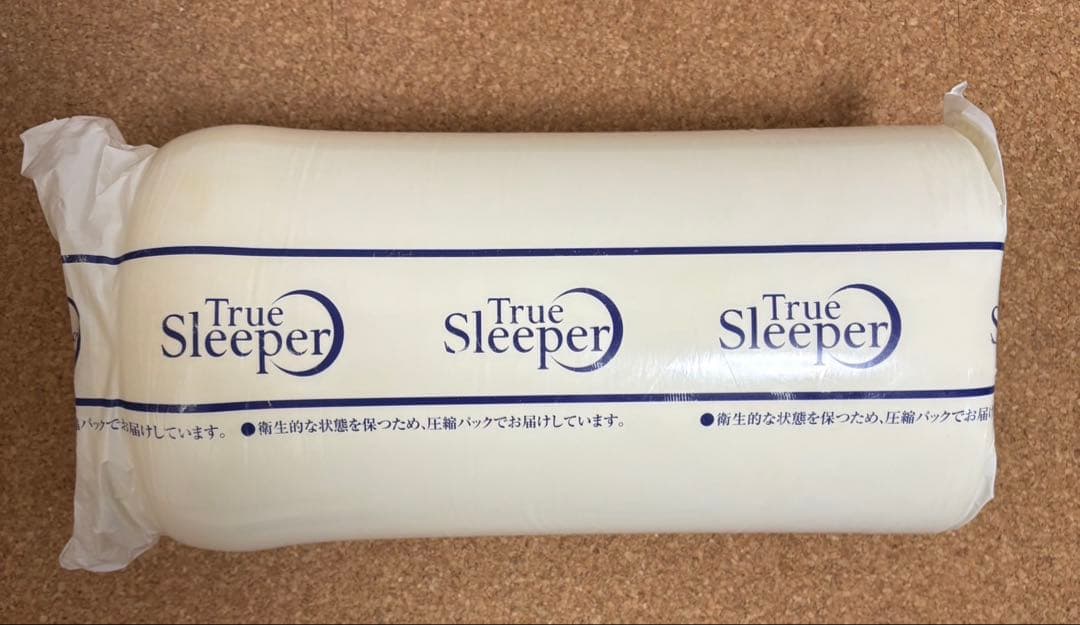 True
Sleeper
True
Sleeper
True
Sleeper
パックでお届けしています。 ●衛生的な状態を保つため、圧縮パックでお届けしています。 ●衛生的な状態を保つため、圧縮パックでお届